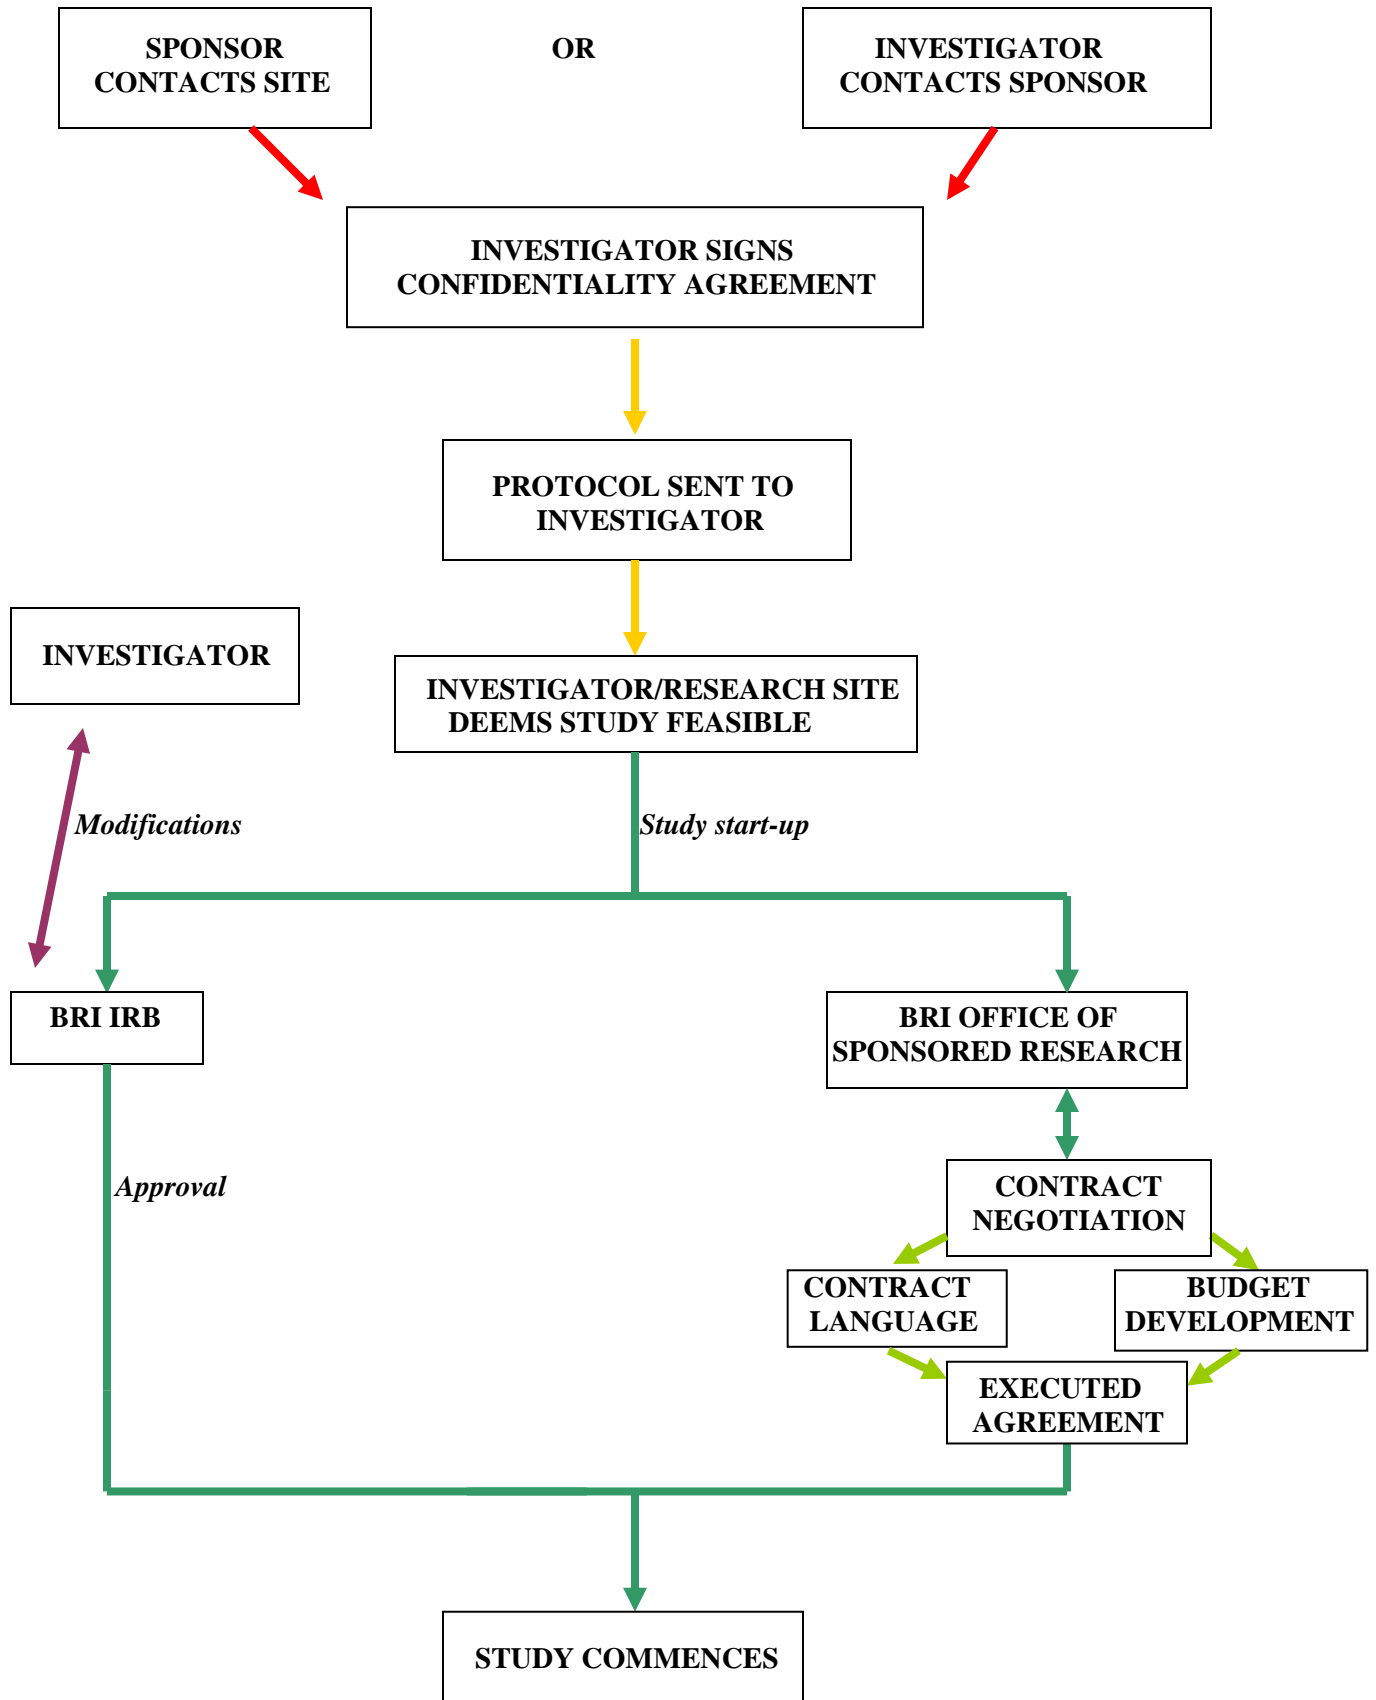 SPONSOR
CONTACTS SITE
OR
INVESTIGATOR
CONTACTS SPONSOR
INVESTIGATOR SIGNS
CONFIDENTIALITY AGREEMENT
PROTOCOL SENT TO
INVESTIGATOR
INVESTIGATOR
INVESTIGATOR/RESEARCH SITE
DEEMS STUDY FEASIBLE
Modifications
Study start-up
BRI IRB
BRI OFFICE OF
SPONSORED RESEARCH
Approval
CONTRACT
NEGOTIATION
CONTRACT
LANGUAGE
BUDGET
DEVELOPMENT
EXECUTED
AGREEMENT
STUDY COMMENCES